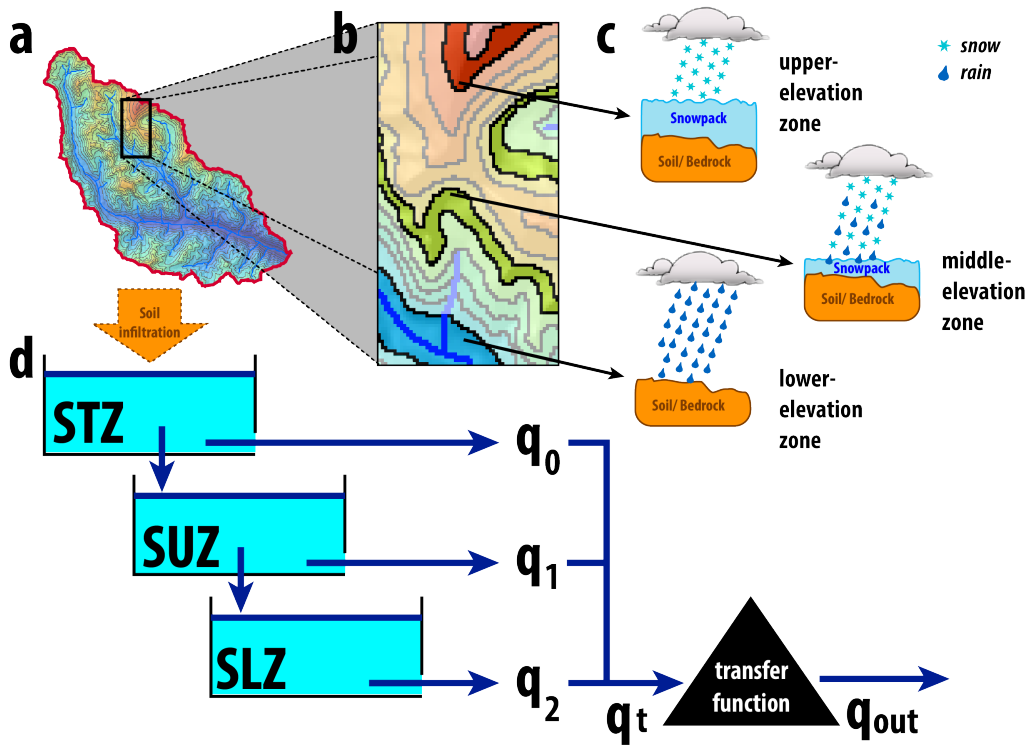 a
b
c
snow
rain
upper-
elevation
zone
Snowpack
Soil/ Bedrock
middle-
elevation
zone
Snowpack
Soil/ Bedrock
lower-
elevation
zone
Soil/ Bedrock
Soil
infiltration
d
STZ
q0
SUZ
q1
SLZ
q2
qt
transfer
function
qout